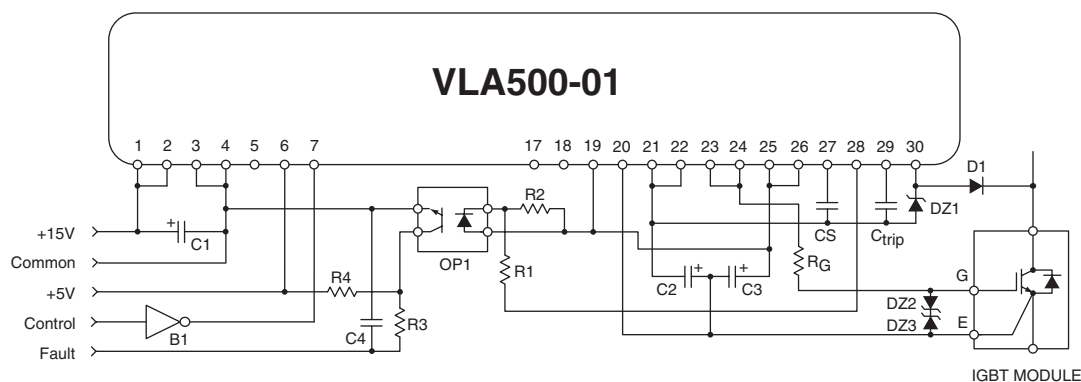 VLA500-01
1 2 3 4 5 6 7 17 18 19 20 21 22 23 24 25 26 27 28 29 30
D1
R2
DZ1
+15V
+
C1
CS
Ctrip
Common
OP1
R1
RG
+5V
R4
+ +
C2 C3
G
DZ2
Control
B1
C4
R3
DZ3
E
Fault
IGBT MODULE